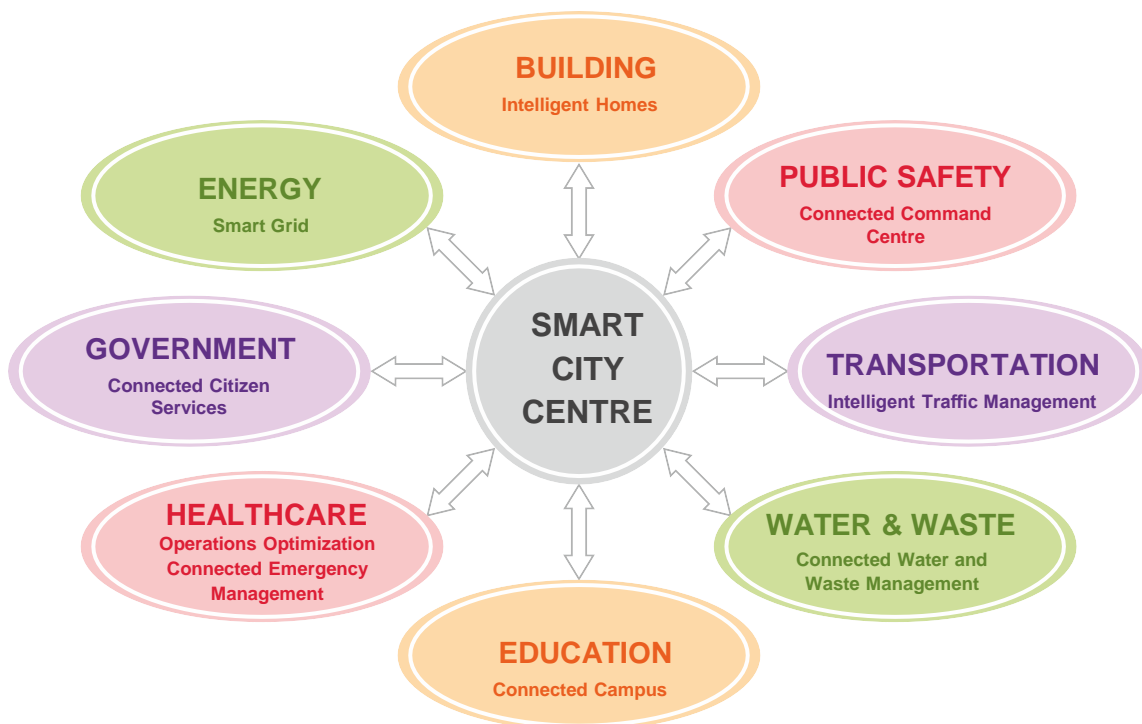 BUILDING
Intelligent Homes
ENERGY
Smart Grid
PUBLIC SAFETY
Connected Command
Centre
GOVERNMENT
Connected Citizen
Services
SMART
CITY
CENTRE
TRANSPORTATION
Intelligent Traffic Management
HEALTHCARE
Operations Optimization
Connected Emergency
Management
WATER & WASTE
Connected Water and
Waste Management
EDUCATION
Connected Campus